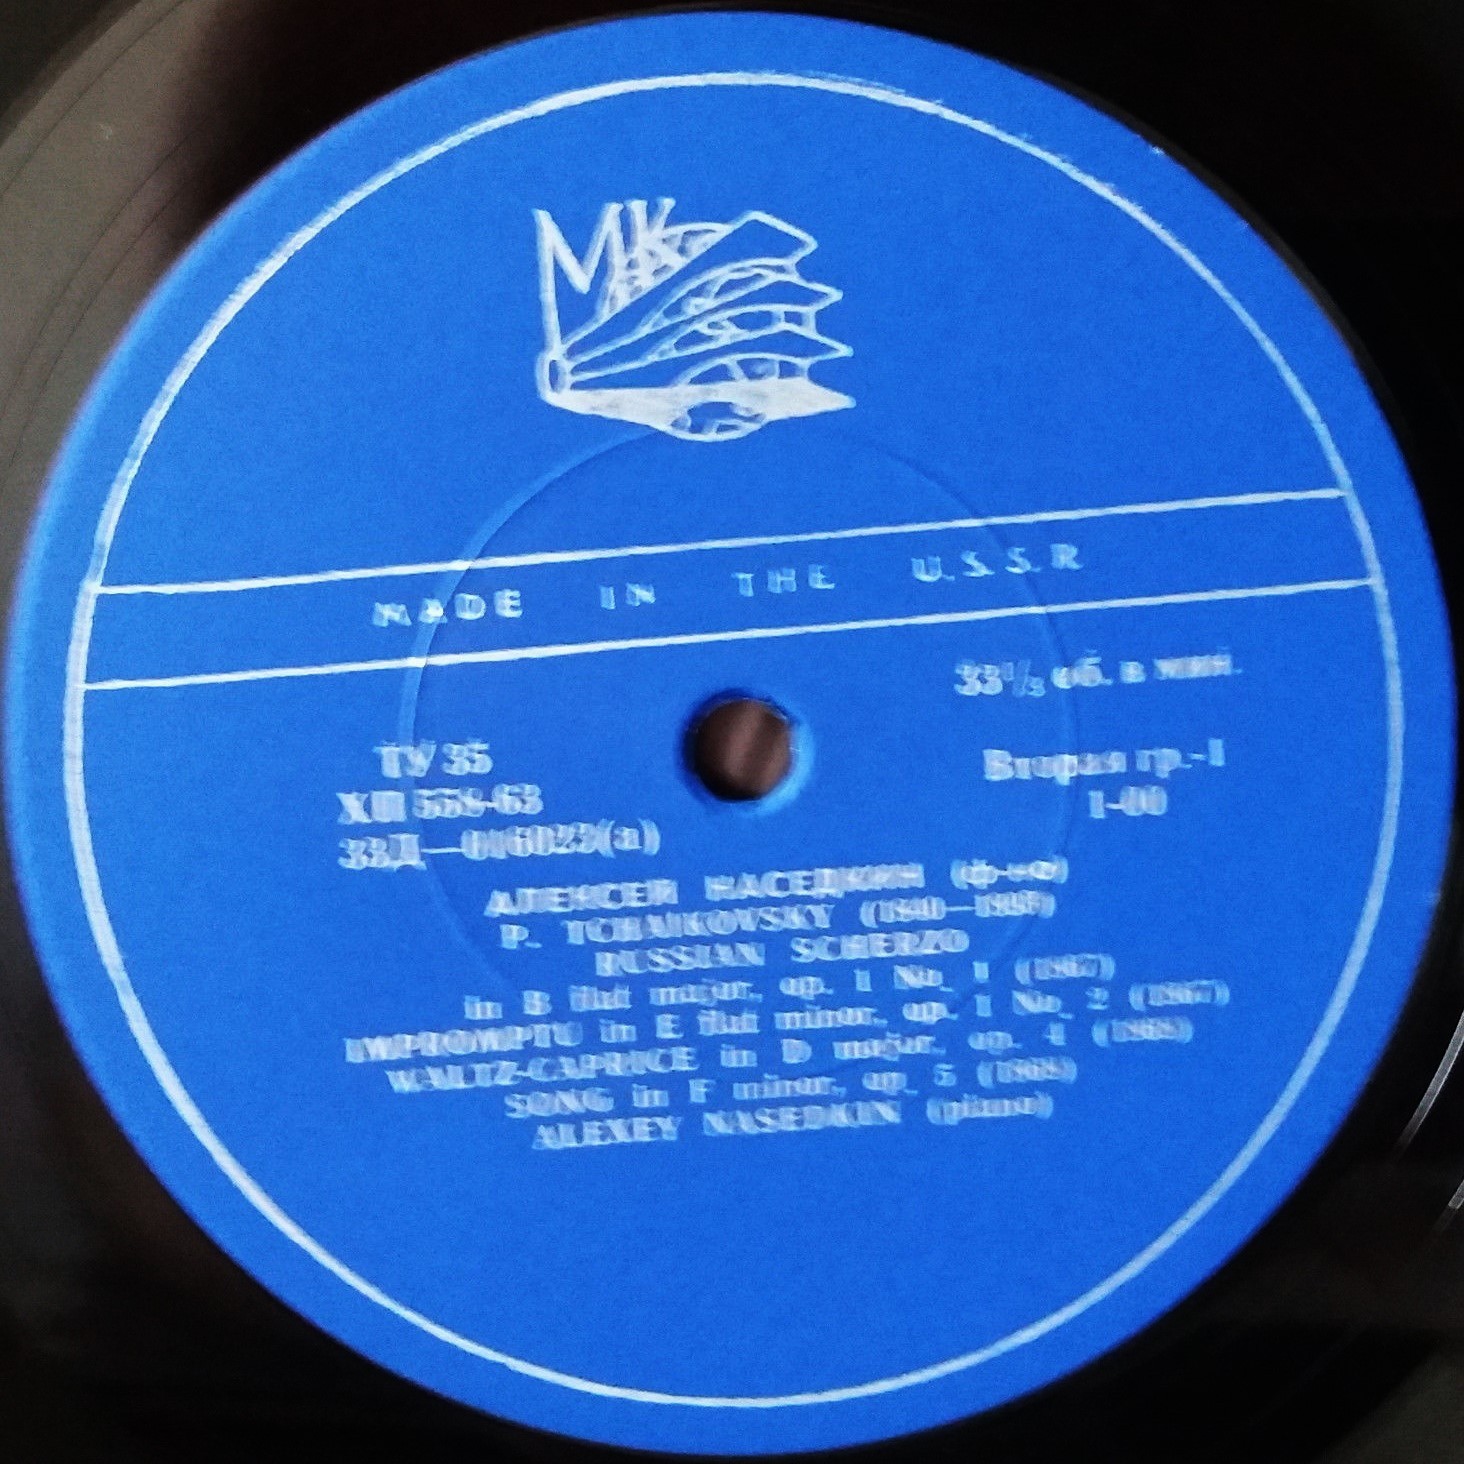 МК
MADE IN THE U.S.S.R
33⅓ об. в мин.
ТУ 35
ХП 558-63
Вторая гр.-1
1-00
33Д—016023(а)
АЛЕКСЕЙ НАСЕДКИН (ф-но)
P. TCHAIKOVSKY (1840—1893)
RUSSIAN SCHERZO
in B flat major, op. 1 No. 1 (1867)
IMPROMPTU in E flat minor, op. 1 No. 2 (1867)
WALTZ-CAPRICE in D major, op. 4 (1868)
SONG in F minor, op. 5 (1868)
ALEXEY NASEDKIN (piano)